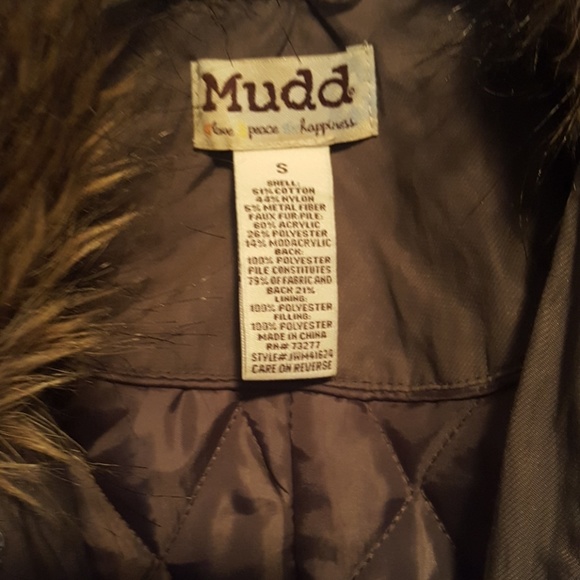 Mudd
love peace happiness
S
SHELL:
51% COTTON
44% NYLON
5% METAL FIBER
FAUX FUR:PILE:
60% ACRYLIC
26% POLYESTER
14% MODACRYLIC
BACK:
100% POLYESTER
PILE CONSTITUTES
79% OF FABRIC AND
BACK 21%
LINING:
100% POLYESTER
FILLING:
100% POLYESTER
MADE IN CHINA
RN# 73277
STYLE# JWM41624
CARE ON REVERSE